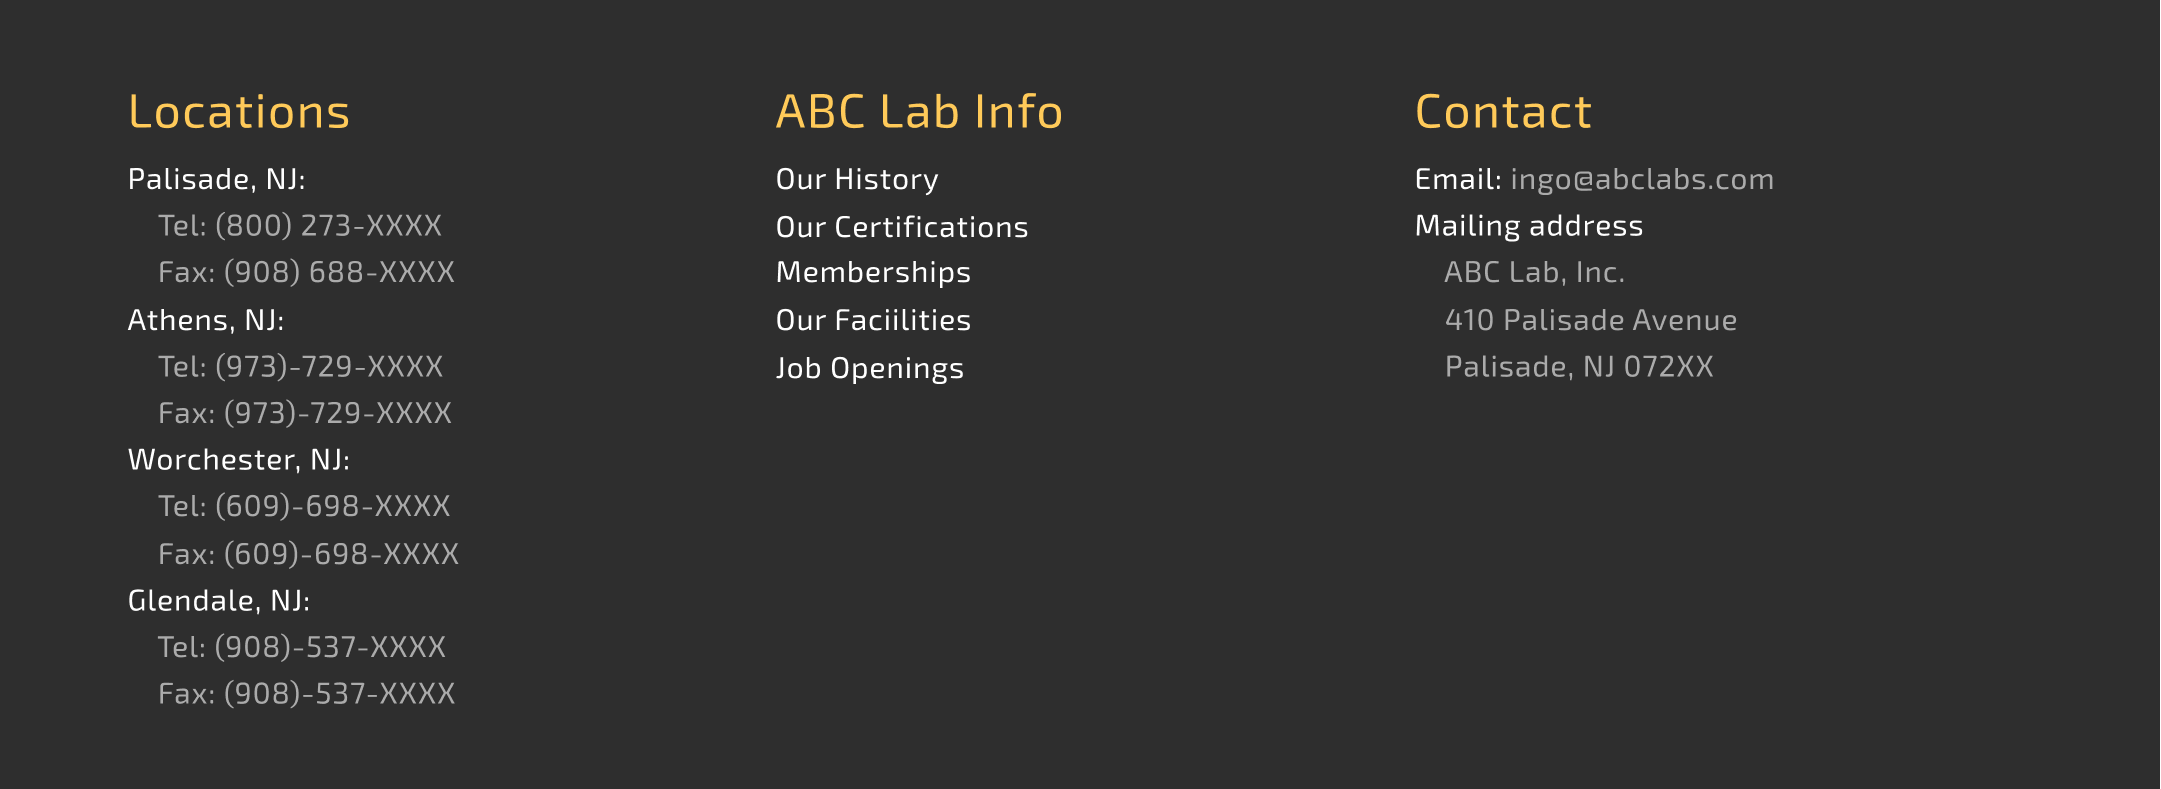 Locations
Palisade, NJ:
Tel: (800) 273-XXXX
Fax: (908) 688-XXXX
Athens, NJ:
Tel: (973)-729-XXXX
Fax: (973)-729-XXXX
Worchester, NJ:
Tel: (609)-698-XXXX
Fax: (609)-698-XXXX
Glendale, NJ:
Tel: (908)-537-XXXX
Fax: (908)-537-XXXX
ABC Lab Info
Our History
Our Certifications
Memberships
Our Faciilities
Job Openings
Contact
Email: ingo@abclabs.com
Mailing address
ABC Lab, Inc.
410 Palisade Avenue
Palisade, NJ 072XX